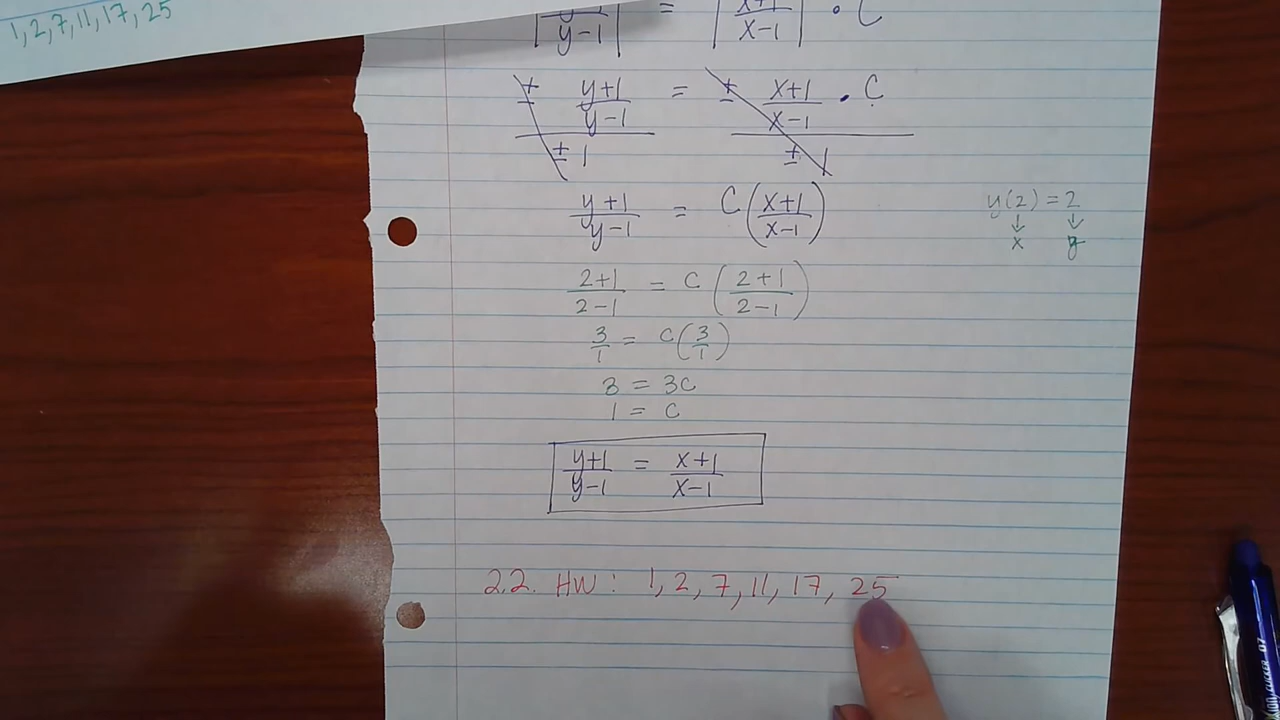 1, 2, 7, 11, 17, 25
|y+1/y-1| = |x+1/x-1| · C
± y+1/y-1 = ± x+1/x-1 · C
± 1 ± 1
y+1/y-1 = C(x+1/x-1)
y(2) = 2
↓ ↓
x y
2+1/2-1 = C(2+1/2-1)
3/1 = C(3/1)
3 = 3C
1 = C
y+1/y-1 = x+1/x-1
2.2. HW: 1, 2, 7, 11, 17, 25